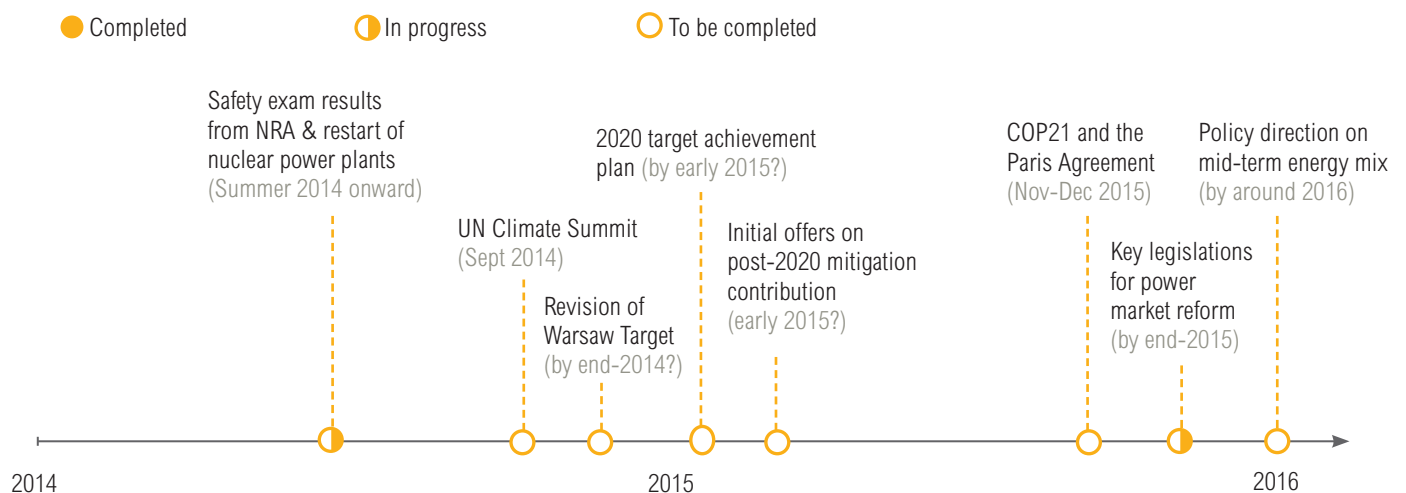 Completed
In progress
To be completed
Safety exam results
from NRA & restart of
nuclear power plants
(Summer 2014 onward)
UN Climate Summit
(Sept 2014)
Revision of
Warsaw Target
(by end-2014?)
2020 target achievement
plan (by early 2015?)
Initial offers on
post-2020 mitigation
contribution
(early 2015?)
COP21 and the
Paris Agreement
(Nov-Dec 2015)
Key legislations
for power
market reform
(by end-2015)
Policy direction on
mid-term energy mix
(by around 2016)
2014
2015
2016